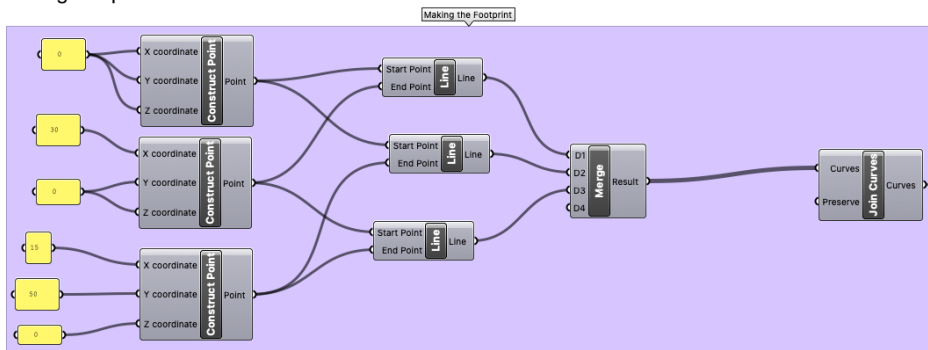 Making the Footprint
0
X coordinate
Y coordinate
Z coordinate
Construct Point
Point
30
0
X coordinate
Y coordinate
Z coordinate
Construct Point
Point
15
50
0
X coordinate
Y coordinate
Z coordinate
Construct Point
Point
Start Point
End Point
Line
Line
Start Point
End Point
Line
Line
Start Point
End Point
Line
Line
D1
D2
D3
D4
Merge
Result
Curves
Preserve
Join Curves
Curves